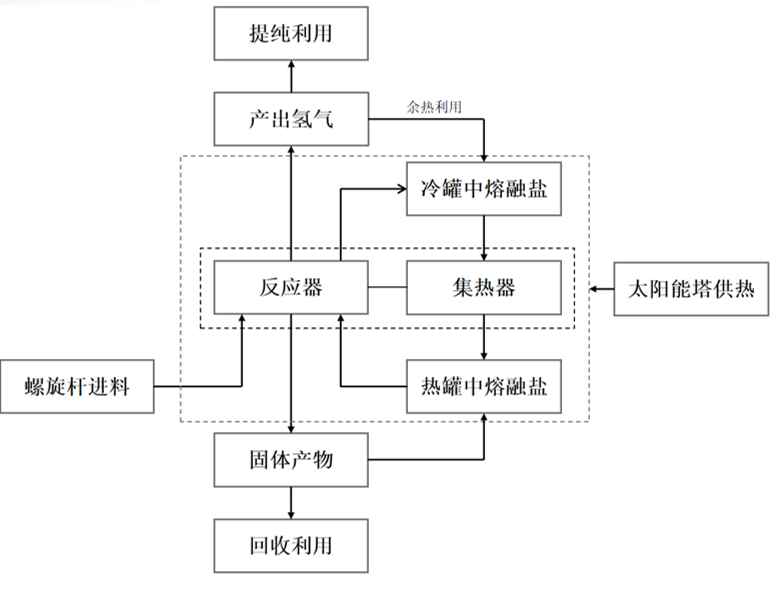 提纯利用
产出氢气
余热利用
冷罐中熔融盐
反应器
集热器
太阳能塔供热
螺旋杆进料
热罐中熔融盐
固体产物
回收利用